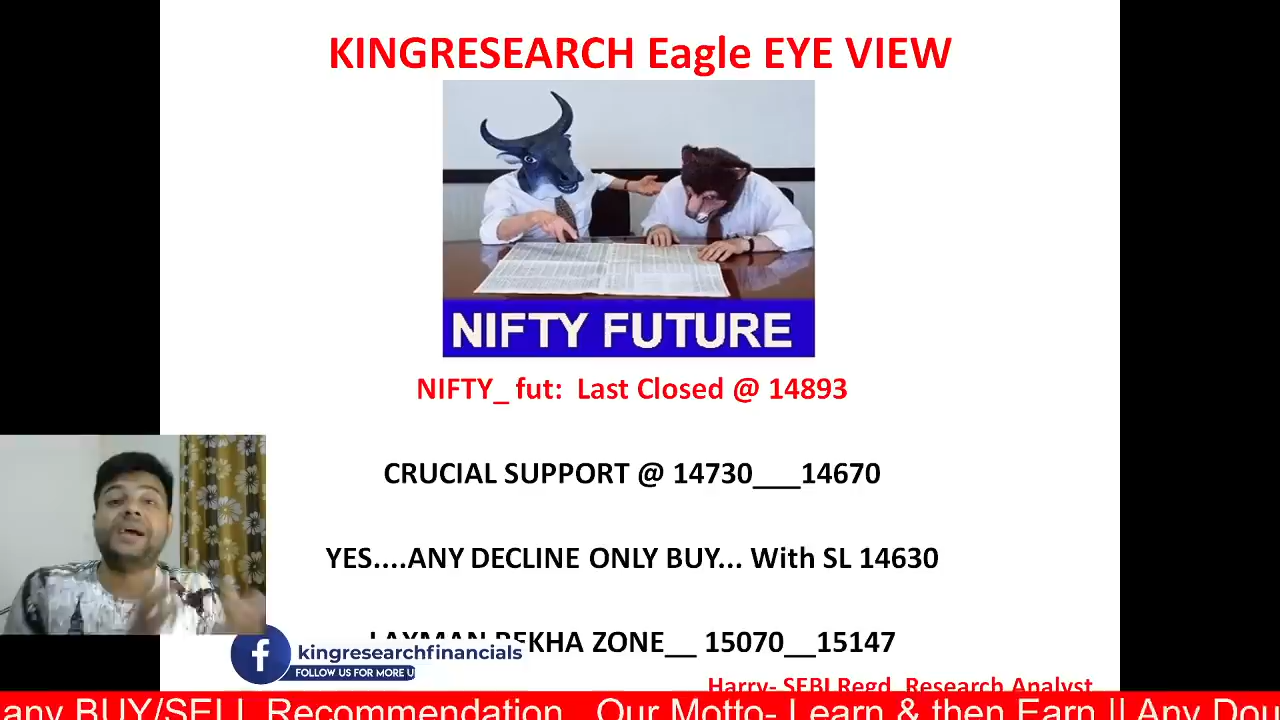 KINGRESEARCH Eagle EYE VIEW
NIFTY FUTURE
NIFTY_ fut: Last Closed @ 14893
CRUCIAL SUPPORT @ 14730___14670
YES....ANY DECLINE ONLY BUY... With SL 14630
REKHA ZONE__ 15070__15147
kingresearchfinancials
FOLLOW US FOR MORE U
Harry- SEBI Regd. Research Analyst
any BUY/SELL Recommendation.. Our Motto- Learn & then Earn || Any Dou